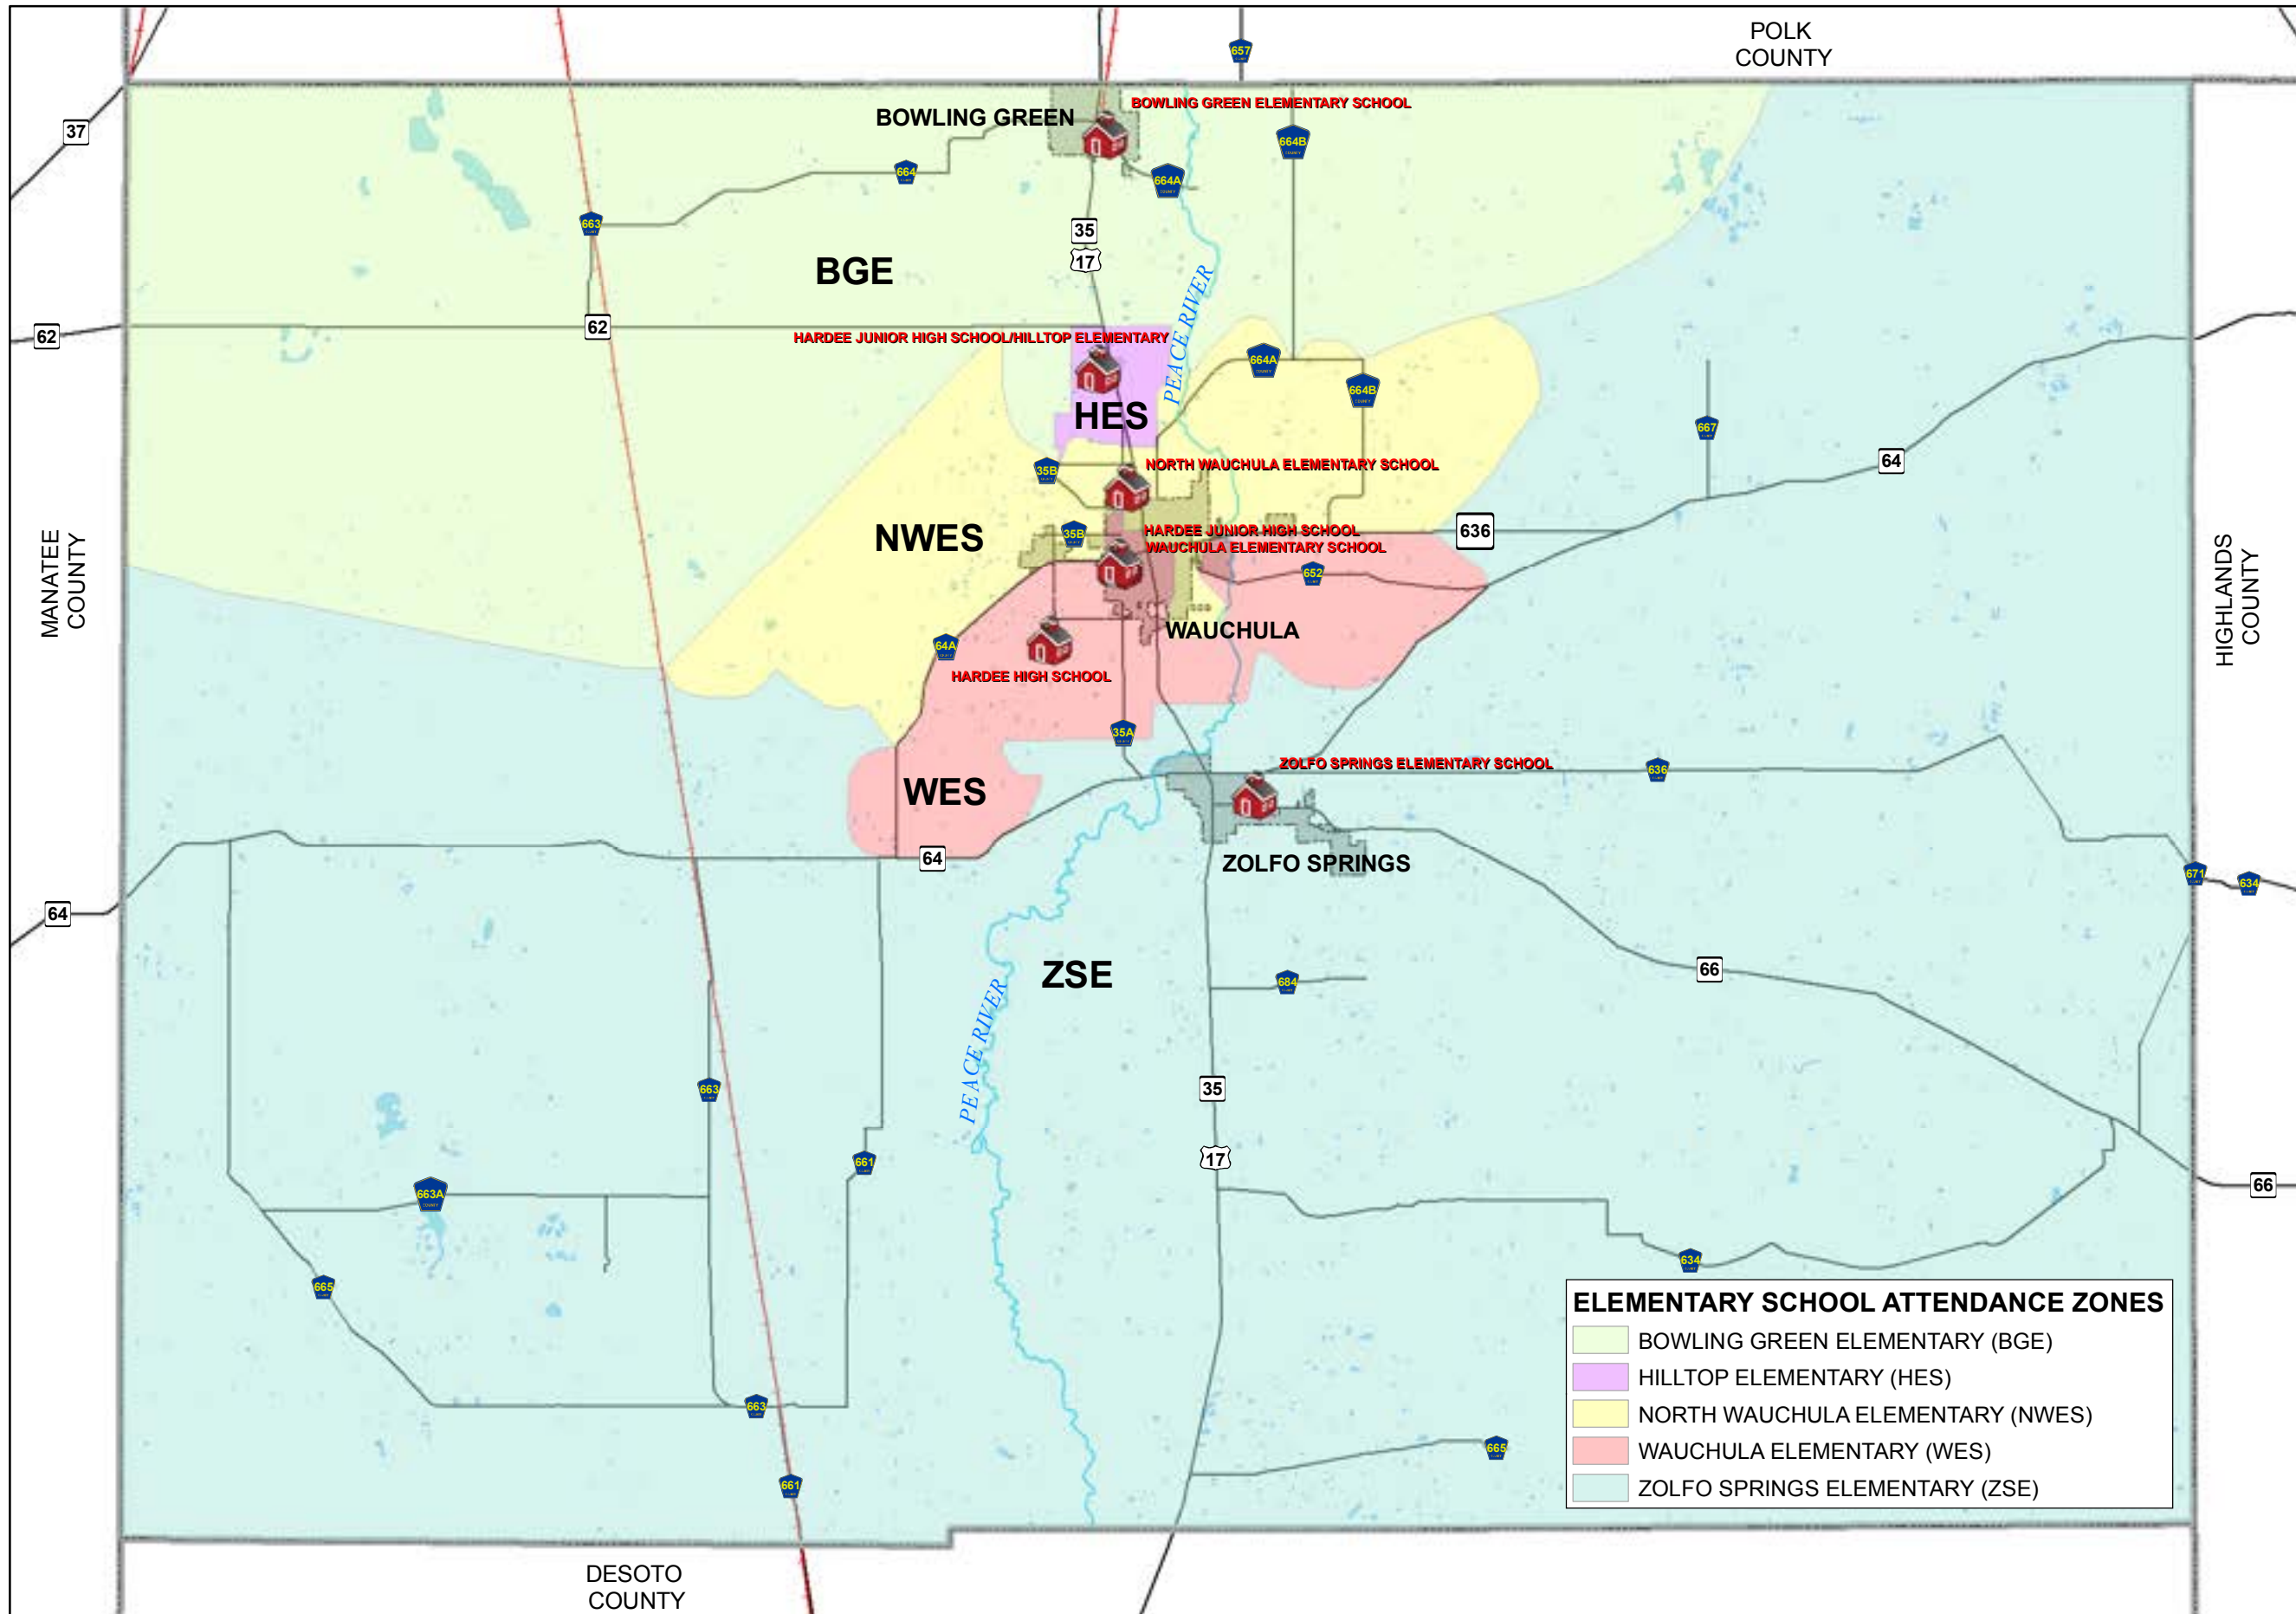 POLK
COUNTY
657
BOWLING GREEN ELEMENTARY SCHOOL
BOWLING GREEN
37
664B
COUNTY
664
664A
COUNTY
663
35
17
BGE
PEACE RIVER
62
62
HARDEE JUNIOR HIGH SCHOOL/HILLTOP ELEMENTARY
664A
COUNTY
664B
COUNTY
HES
667
35B
NORTH WAUCHULA ELEMENTARY SCHOOL
64
NWES
35B
HARDEE JUNIOR HIGH SCHOOL
636
WAUCHULA ELEMENTARY SCHOOL
652
MANATEE
COUNTY
HIGHLANDS
COUNTY
WAUCHULA
64A
HARDEE HIGH SCHOOL
35A
ZOLFO SPRINGS ELEMENTARY SCHOOL
636
WES
64
ZOLFO SPRINGS
671
634
64
66
ZSE
684
PEACE RIVER
663
35
17
661
663A
COUNTY
66
634
665
663
665
661
ELEMENTARY SCHOOL ATTENDANCE ZONES
BOWLING GREEN ELEMENTARY (BGE)
HILLTOP ELEMENTARY (HES)
NORTH WAUCHULA ELEMENTARY (NWES)
WAUCHULA ELEMENTARY (WES)
ZOLFO SPRINGS ELEMENTARY (ZSE)
DESOTO
COUNTY